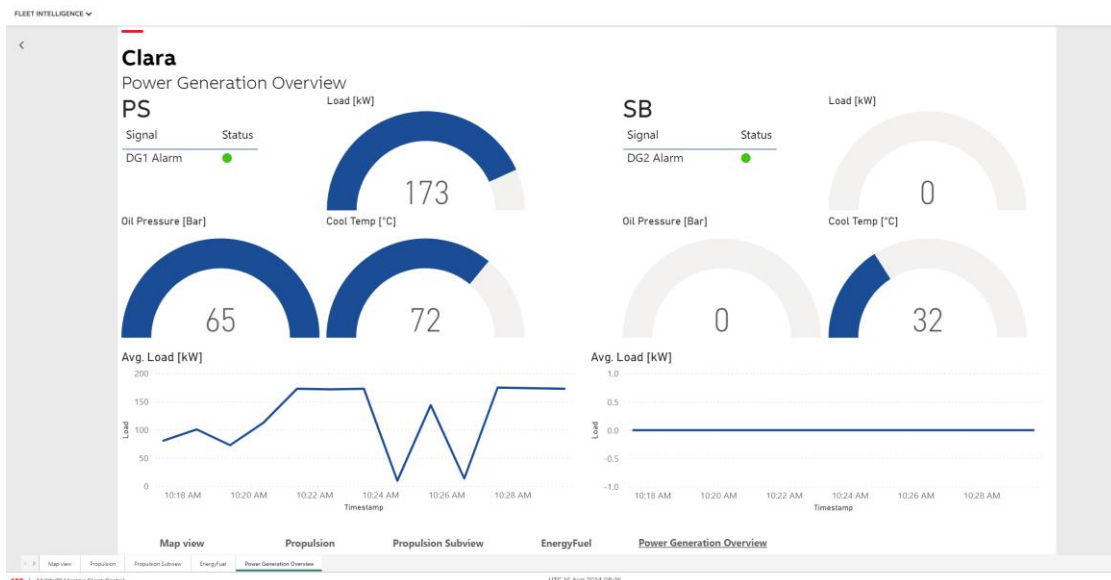 FLEET INTELLIGENCE
Clara
Power Generation Overview
PS
Signal Status
DG1 Alarm
Load [kW]
173
Oil Pressure [Bar]
65
Cool Temp [°C]
72
SB
Signal Status
DG2 Alarm
Load [kW]
0
Oil Pressure [Bar]
0
Cool Temp [°C]
32
Avg. Load [kW]
200
150
100
50
0
Load
10:18 AM 10:20 AM 10:22 AM 10:24 AM 10:26 AM 10:28 AM
Timestamp
Avg. Load [kW]
1.0
0.5
0.0
-0.5
-1.0
Load
10:18 AM 10:20 AM 10:22 AM 10:24 AM 10:26 AM 10:28 AM
Timestamp
Map view Propulsion Propulsion Subview EnergyFuel Power Generation Overview
Map view Propulsion Propulsion Subview EnergyFuel Power Generation Overview